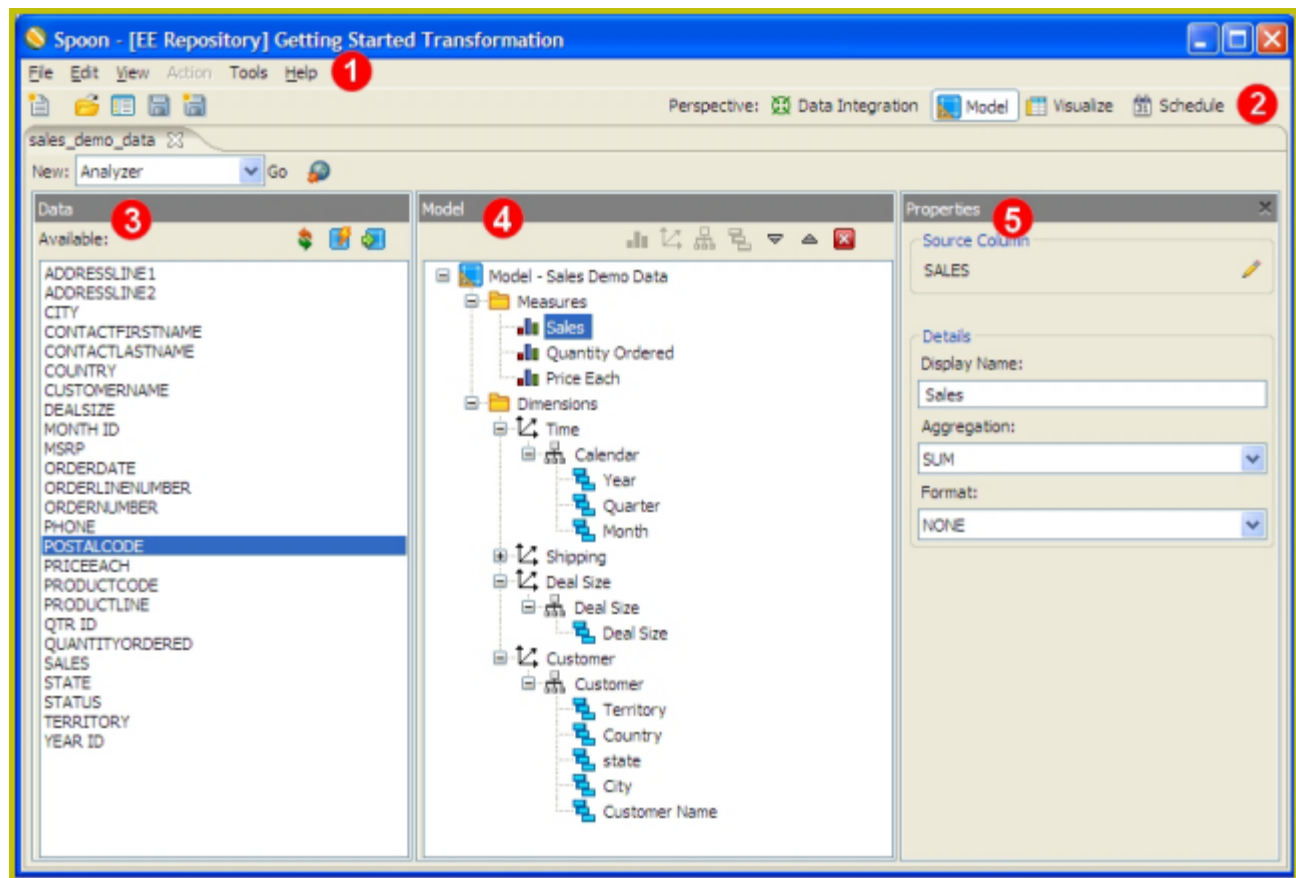 Spoon - [EE Repository] Getting Started Transformation
File Edit View Action Tools Help 1
Perspective: Data Integration Model Visualize 31 Schedule 2
sales_demo_data
New: Analyzer Go
Data 3
Available:
ADDRESSLINE1
ADDRESSLINE2
CITY
CONTACTFIRSTNAME
CONTACTLASTNAME
COUNTRY
CUSTOMERNAME
DEALSIZE
MONTH ID
MSRP
ORDERDATE
ORDERLINENUMBER
ORDERNUMBER
PHONE
POSTALCODE
PRICEEACH
PRODUCTCODE
PRODUCTLINE
QTR ID
QUANTITYORDERED
SALES
STATE
STATUS
TERRITORY
YEAR ID
Model 4
Model - Sales Demo Data
Measures
Sales
Quantity Ordered
Price Each
Dimensions
Time
Calendar
Year
Quarter
Month
Shipping
Deal Size
Deal Size
Deal Size
Customer
Customer
Territory
Country
state
City
Customer Name
Properties 5
Source Column
SALES
Details
Display Name:
Sales
Aggregation:
SUM
Format:
NONE